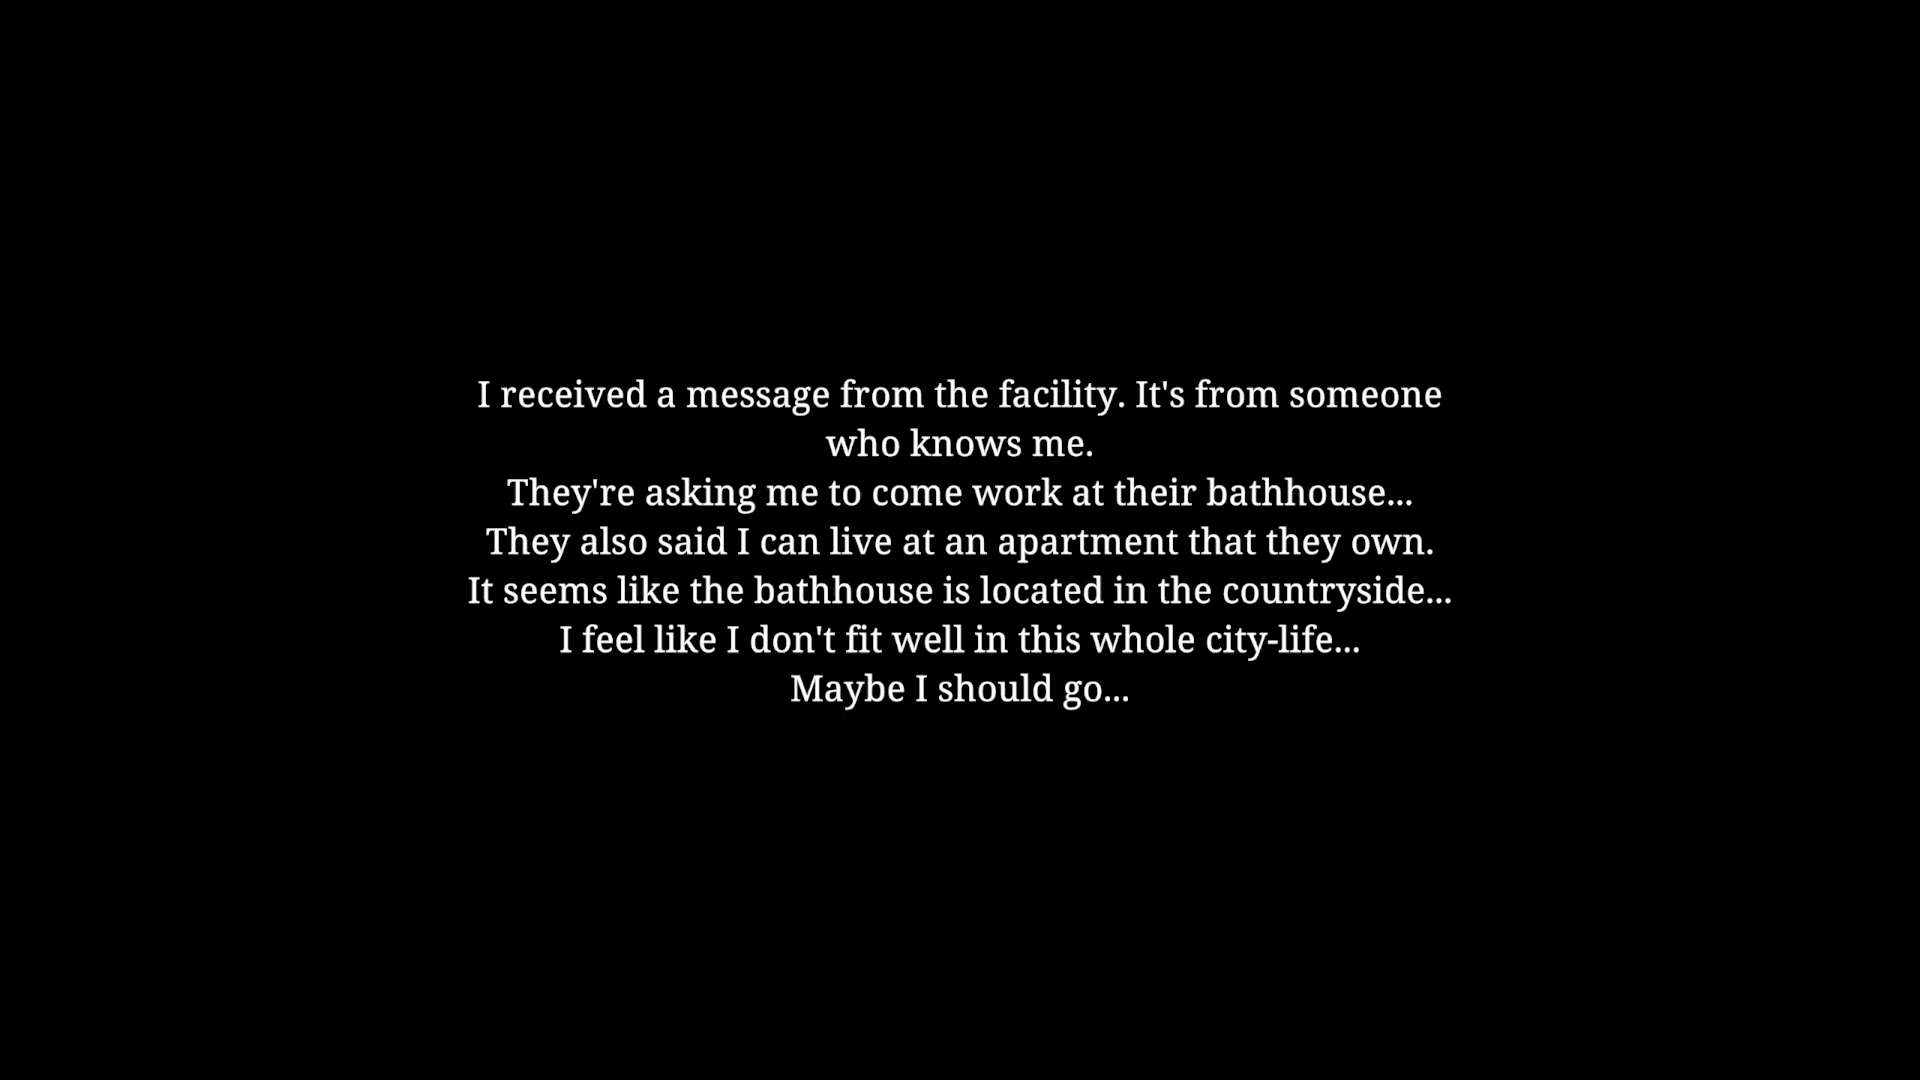 I received a message from the facility. It's from someone
who knows me.
They're asking me to come work at their bathhouse...
They also said I can live at an apartment that they own.
It seems like the bathhouse is located in the countryside...
I feel like I don't fit well in this whole city-life...
Maybe I should go...